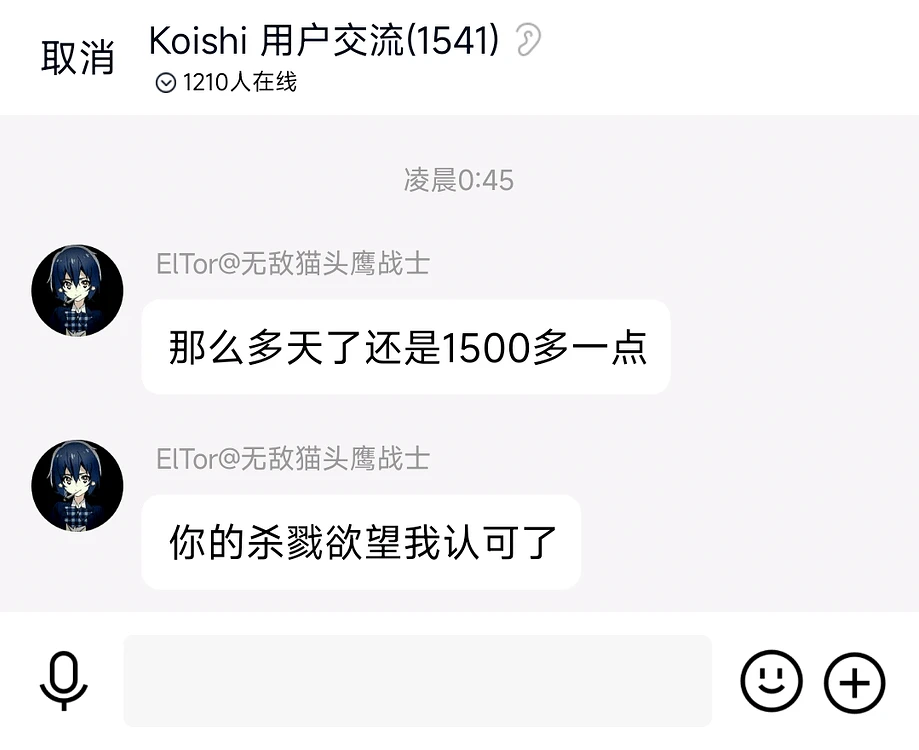 取消
Koishi 用户交流(1541)
1210人在线
凌晨0:45
ElTor@无敌猫头鹰战士
那么多天了还是1500多一点
ElTor@无敌猫头鹰战士
你的杀戮欲望我认可了